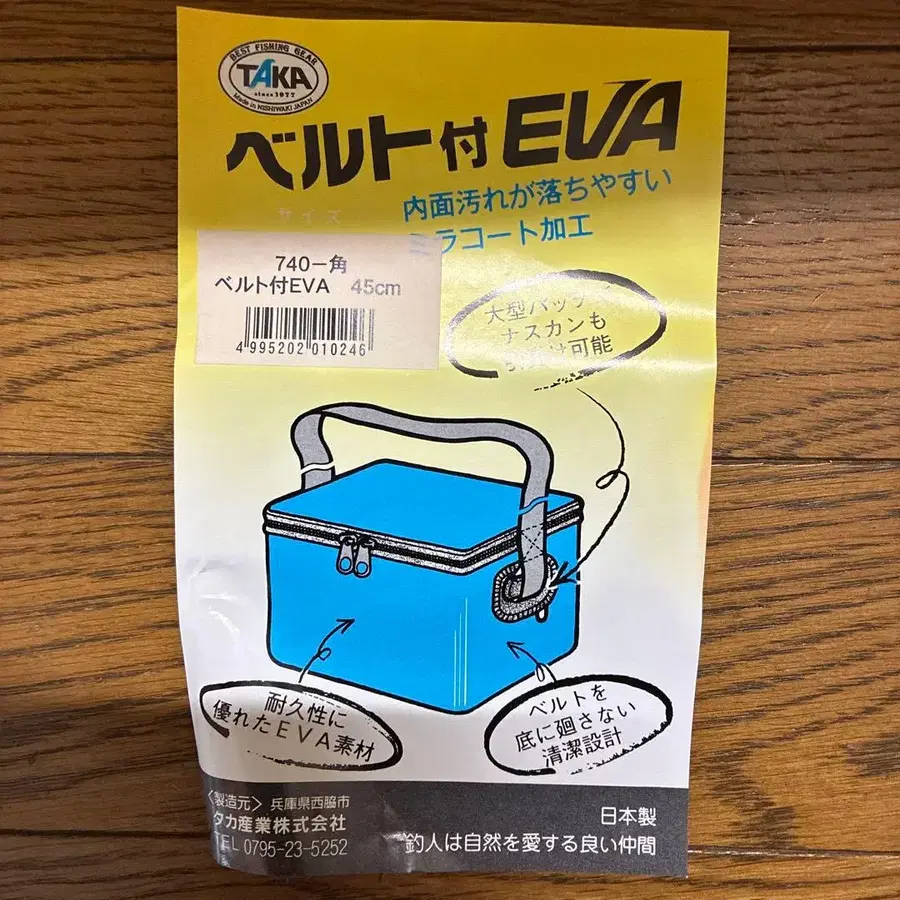 BEST FISHING GEAR
TAKA
since 1977
Made in NISHIWAKI JAPAN
ベルト付EVA
内面汚れが落ちやすい
ミラコート加工
サイズ
740-角
ベルト付EVA 45cm
4 995202 010246
大型バッ
ナスカンも
可能
耐久性に
優れたEVA素材
ベルトを
底に廻さない
清潔設計
〈製造元〉兵庫県西脇市
タカ産業株式会社
TEL 0795-23-5252
日本製
釣人は自然を愛する良い仲間